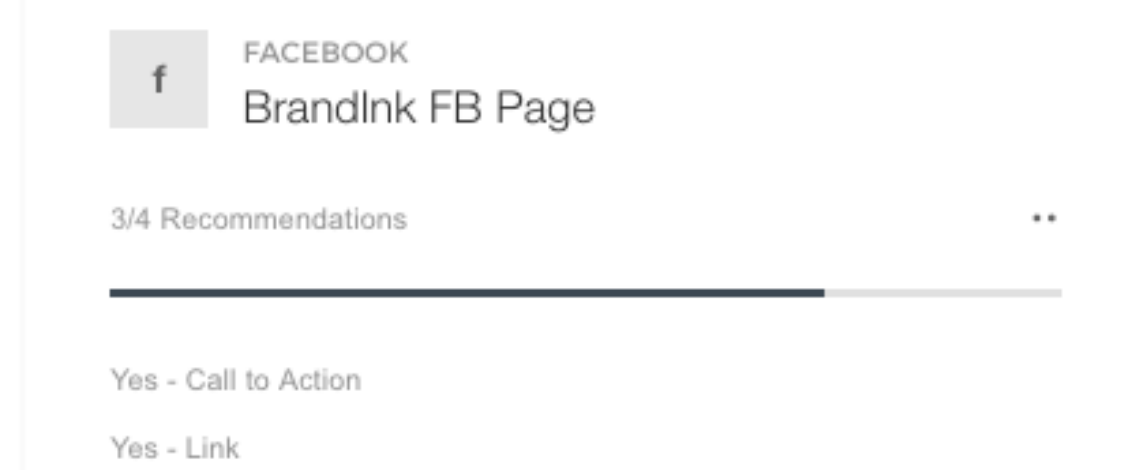 f
FACEBOOK
BrandInk FB Page
3/4 Recommendations
Yes - Call to Action
Yes - Link